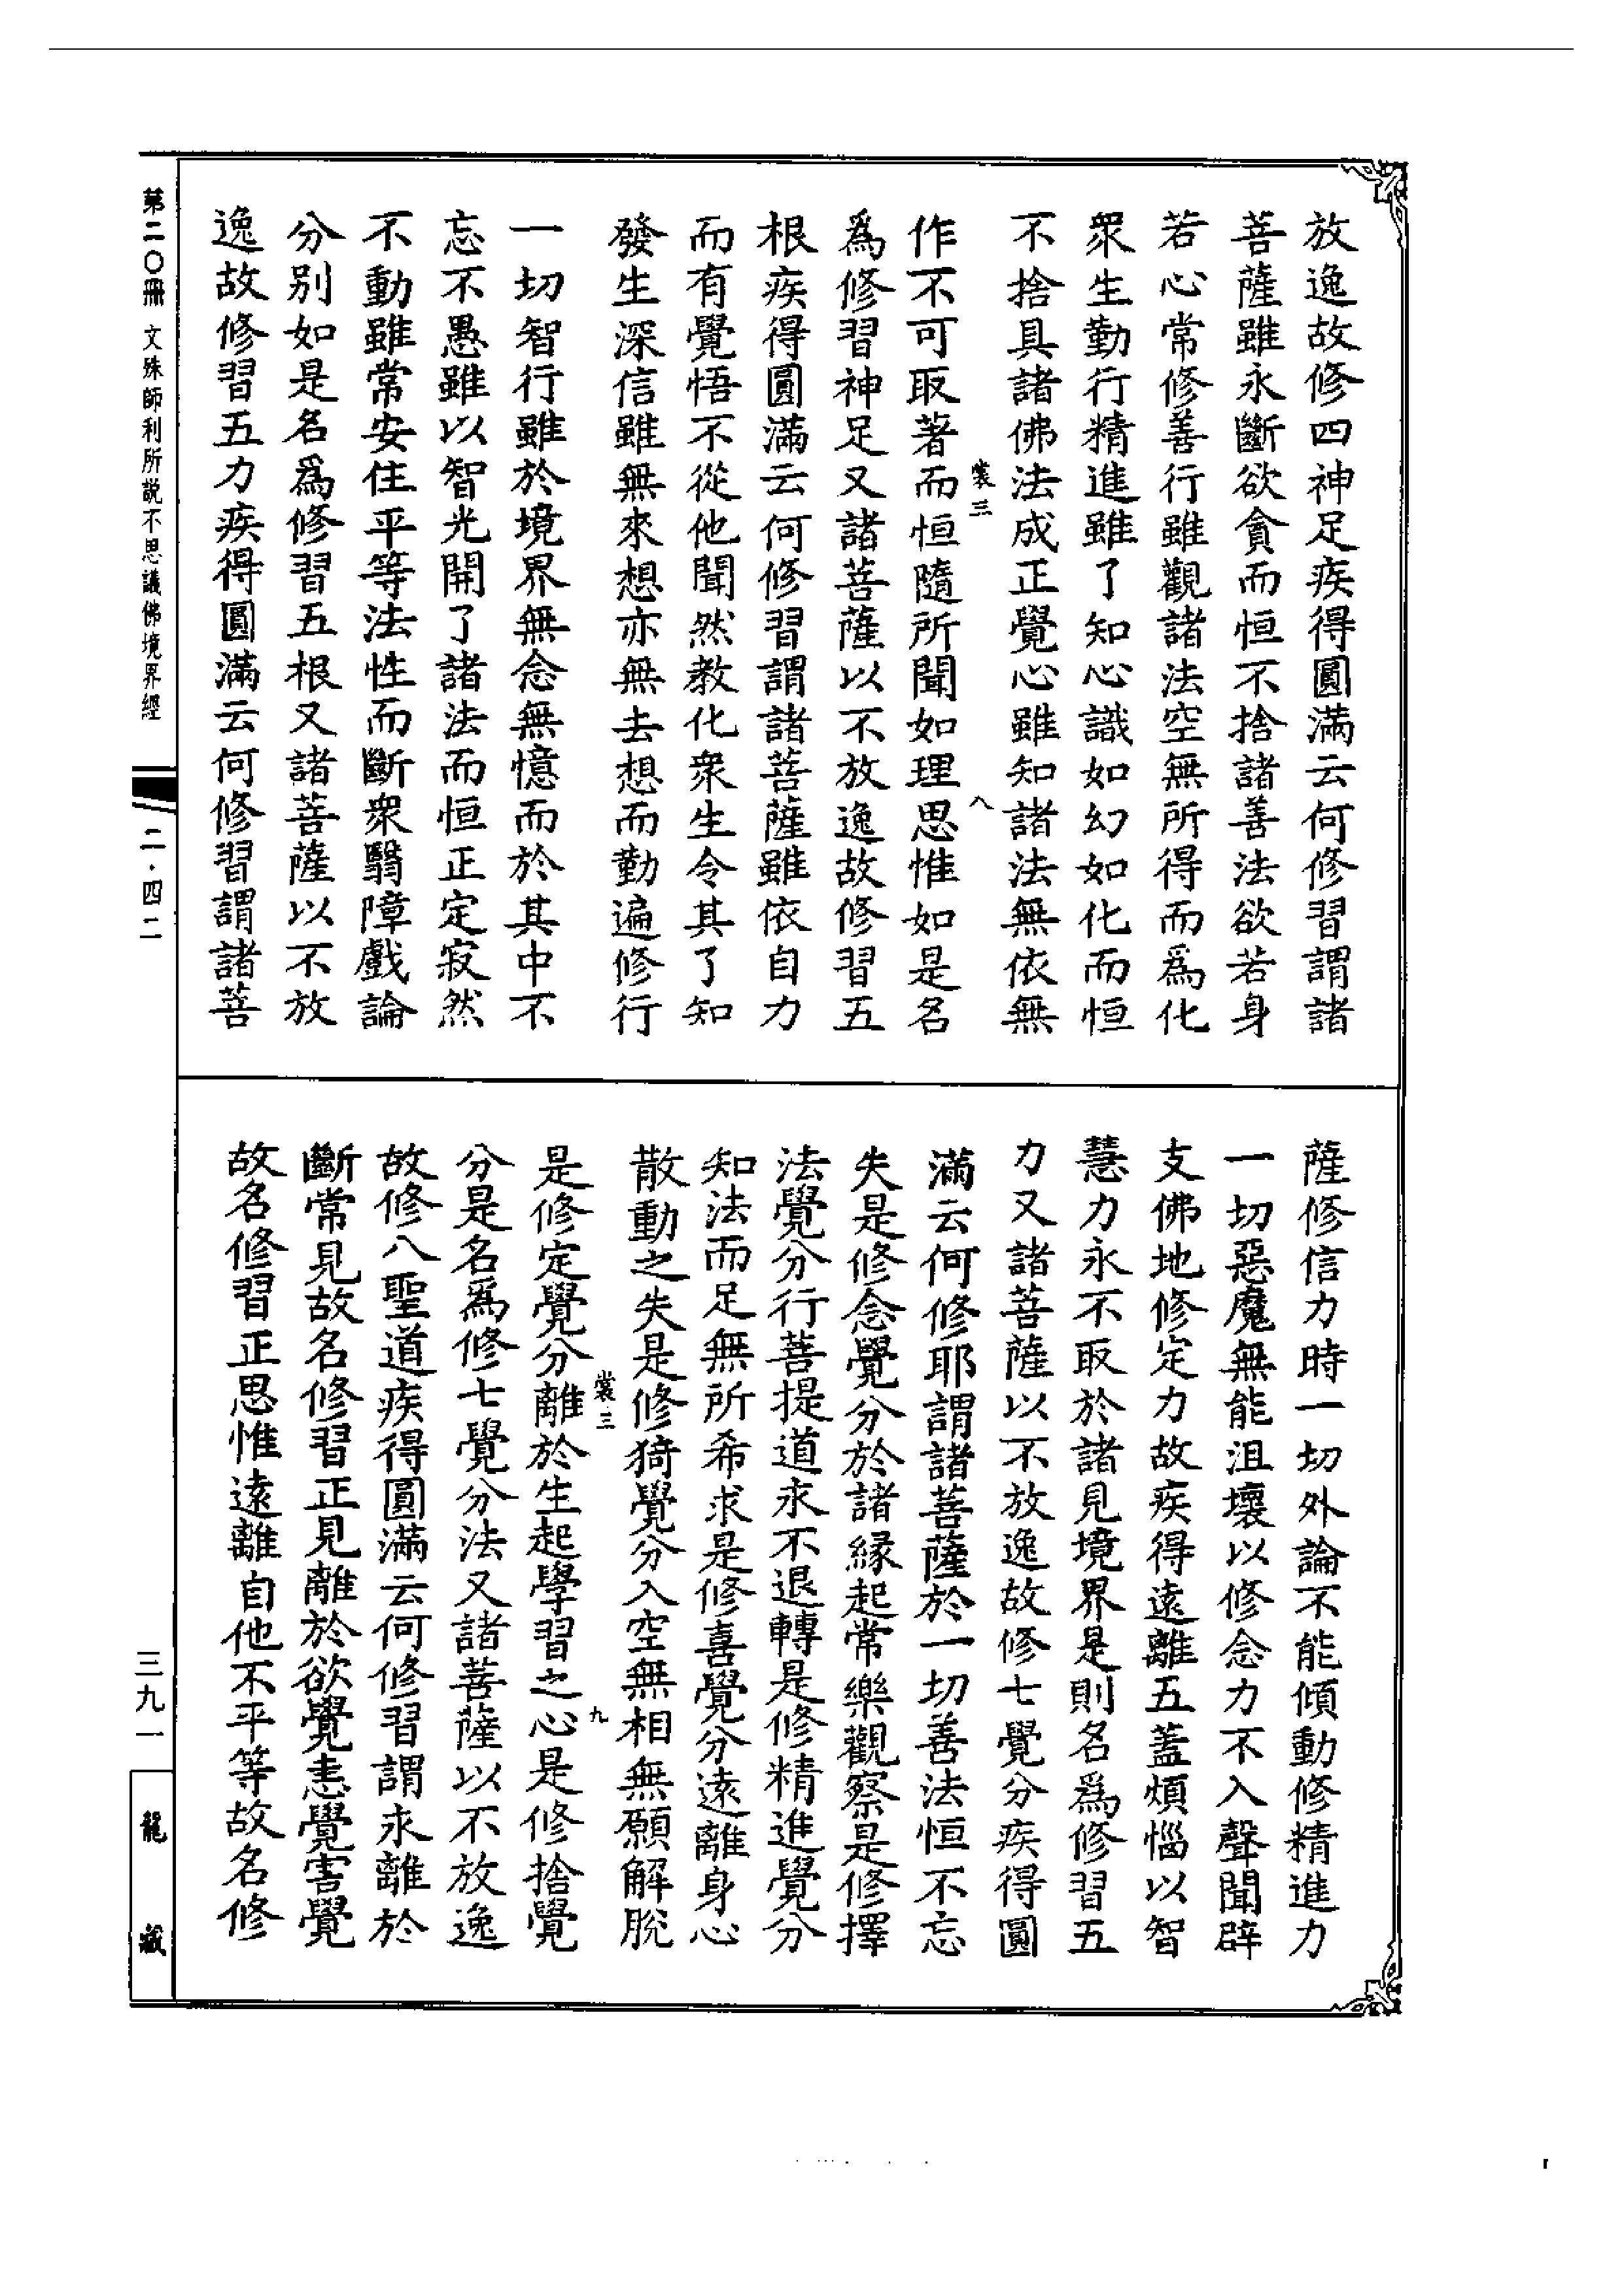 放逸故修四神足疾得圓滿云何修習謂諸
菩薩雖永斷欲貪而恒不捨諸善法欲若身
若心常修善行雖觀諸法空無所得而爲化
衆生勤行精進雖了知心識如幻如化而恒
不捨具諸佛法成正覺心雖知諸法無依無
裳三
八
作不可取著而恒隨所聞如理思惟如是名
爲修習神足又諸菩薩以不放逸故修習五
根疾得圓滿云何修習謂諸菩薩雖依自力
而有覺悟不從他聞然教化衆生令其了知
發生深信雖無來想亦無去想而勤遍修行
一切智行雖於境界無念無憶而於其中不
忘不愚雖以智光開了諸法而恒正定寂然
不動雖常安住平等法性而斷衆翳障戲論
分别如是名爲修習五根又諸菩薩以不放
逸故修習五力疾得圓滿云何修習謂諸菩
薩修信力時一切外論不能傾動修精進力
一切惡魔無能沮壞以修念力不入聲聞辟
支佛地修定力故疾得遠離五蓋煩惱以智
慧力永不取於諸見境界是則名爲修習五
力又諸菩薩以不放逸故修七覺分疾得圓
滿云何修耶謂諸菩薩於一切善法恒不忘
失是修念覺分於諸緣起常樂觀察是修擇
法覺分行菩提道永不退轉是修精進覺分
知法而足無所希求是修喜覺分遠離身心
散動之失是修猗覺分入空無相無願解脫
裳三
九
是修定覺分離於生起學習之心是修捨覺
分是名爲修七覺分法又諸菩薩以不放逸
故修八聖道疾得圓滿云何修習謂永離於
斷常見故名修習正見離於欲覺恚覺害覺
故名修習正思惟遠離自他不平等故名修
第二〇冊 文殊師利所説不思議佛境界經
二·四二
三九一
龍藏